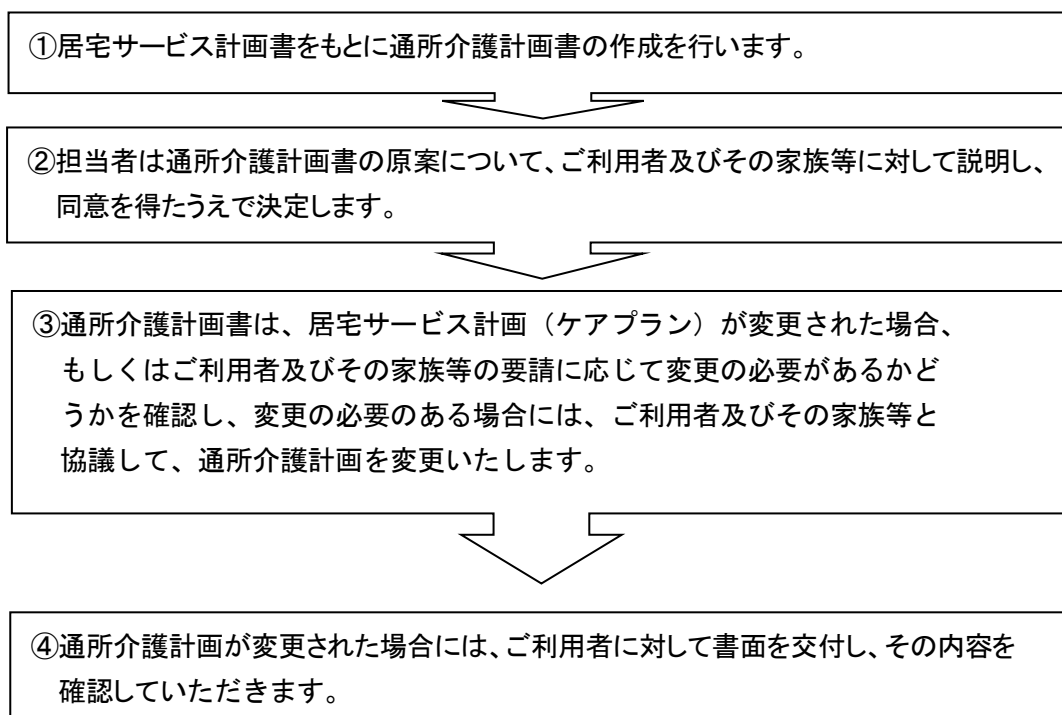 ①居宅サービス計画書をもとに通所介護計画書の作成を行います。
②担当者は通所介護計画書の原案について、ご利用者及びその家族等に対して説明し、
同意を得たうえで決定します。
③通所介護計画書は、居宅サービス計画（ケアプラン）が変更された場合、
もしくはご利用者及びその家族等の要請に応じて変更の必要があるかど
うかを確認し、変更の必要のある場合には、ご利用者及びその家族等と
協議して、通所介護計画を変更いたします。
④通所介護計画が変更された場合には、ご利用者に対して書面を交付し、その内容を
確認していただきます。